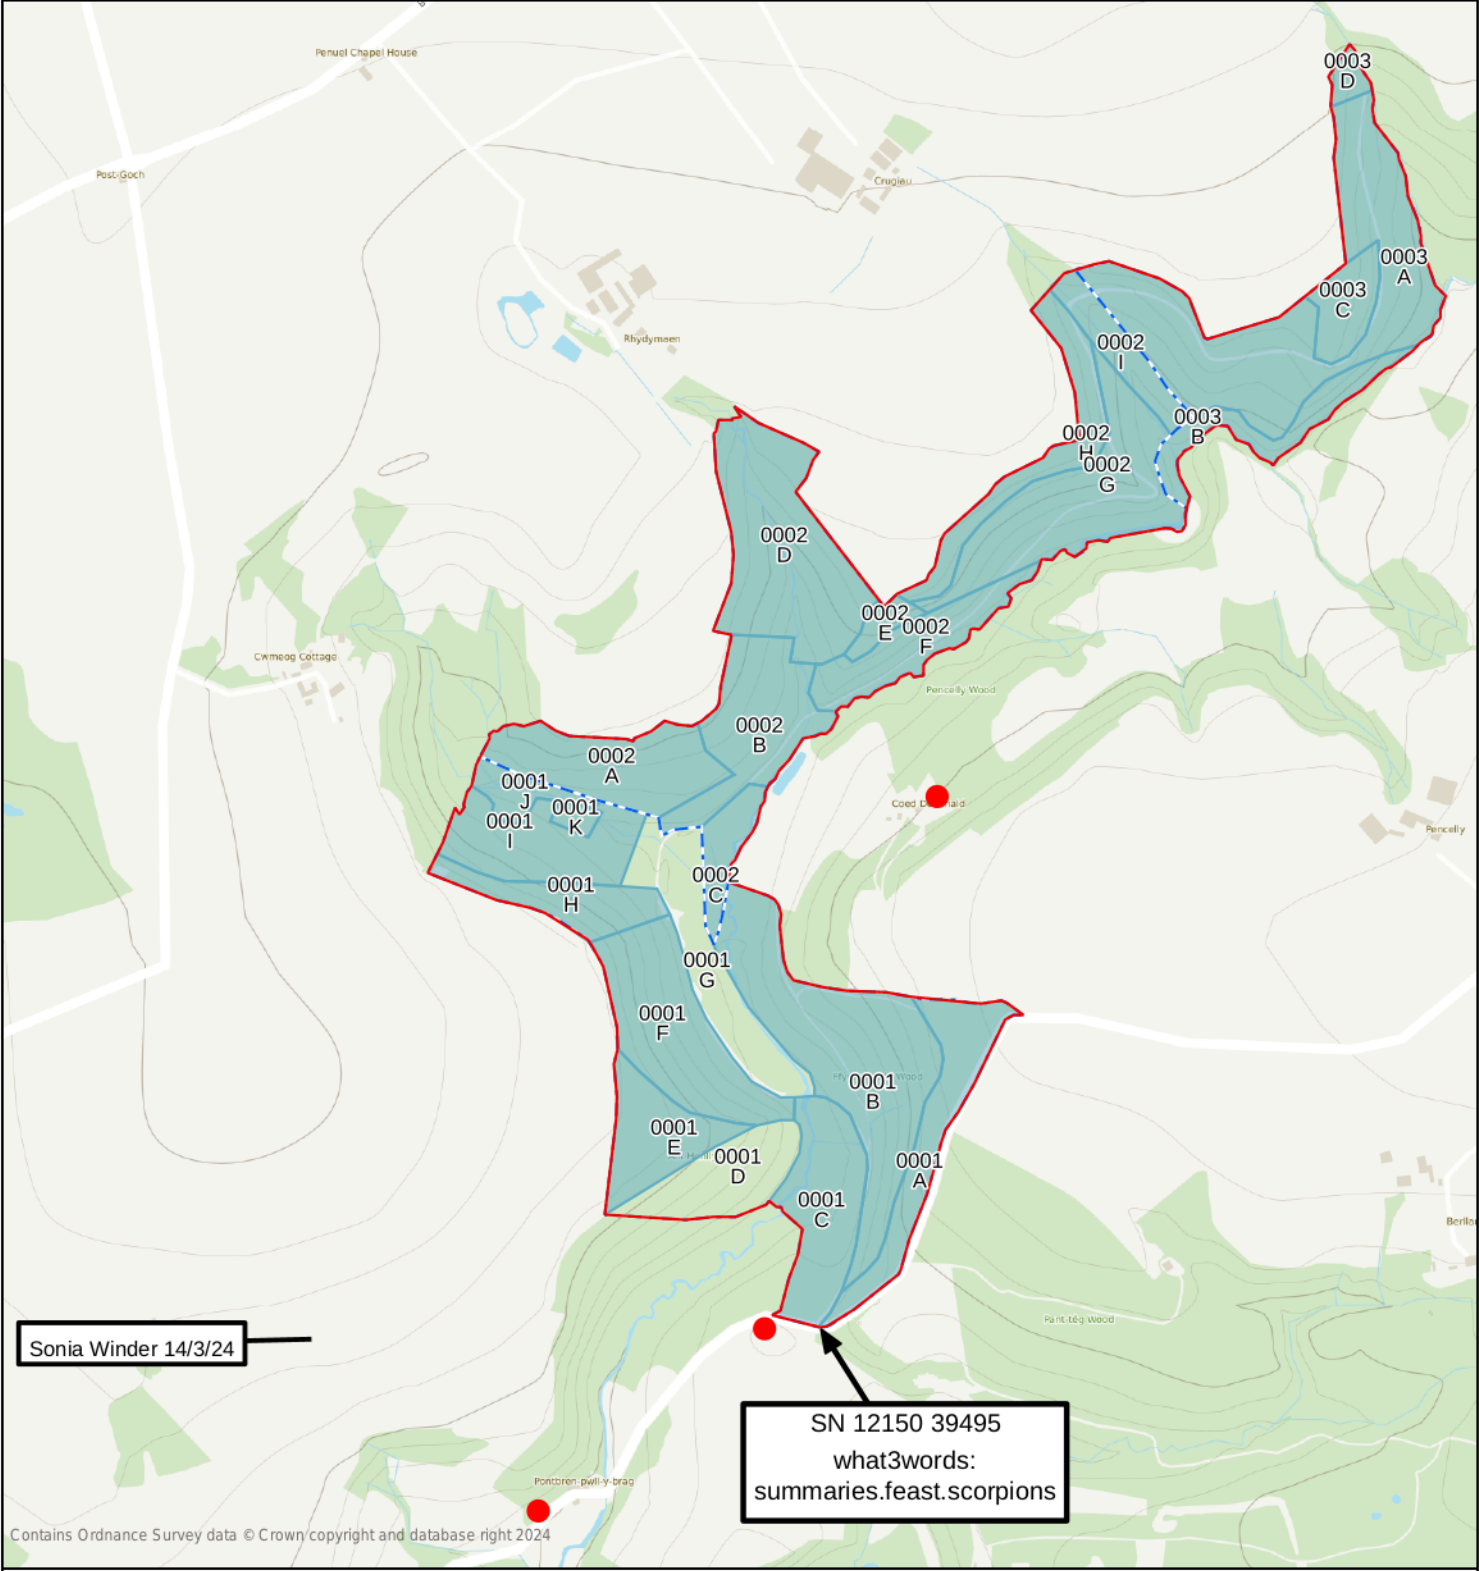 Penuel Chapel House
Post-Goch
Crugiau
Rhydymaen
Cwmeog Cottage
0003
D
0003
A
0003
C
0002
I
0003
B
0002
H
0002
G
0002
D
0002
E
0002
F
Pencelly Wood
0002
B
0002
A
0001
J
0001
K
0001
I
Pencelly
0002
C
0001
H
0001
G
0001
F
0001
B
Wood
0001
E
0001
D
0001
A
0001
C
Berllan
Pant-têg Wood
Sonia Winder 14/3/24
SN 12150 39495
what3words:
summaries.feast.scorpions
Pontbren-pwll-y-brag
Contains Ordnance Survey data © Crown copyright and database right 2024